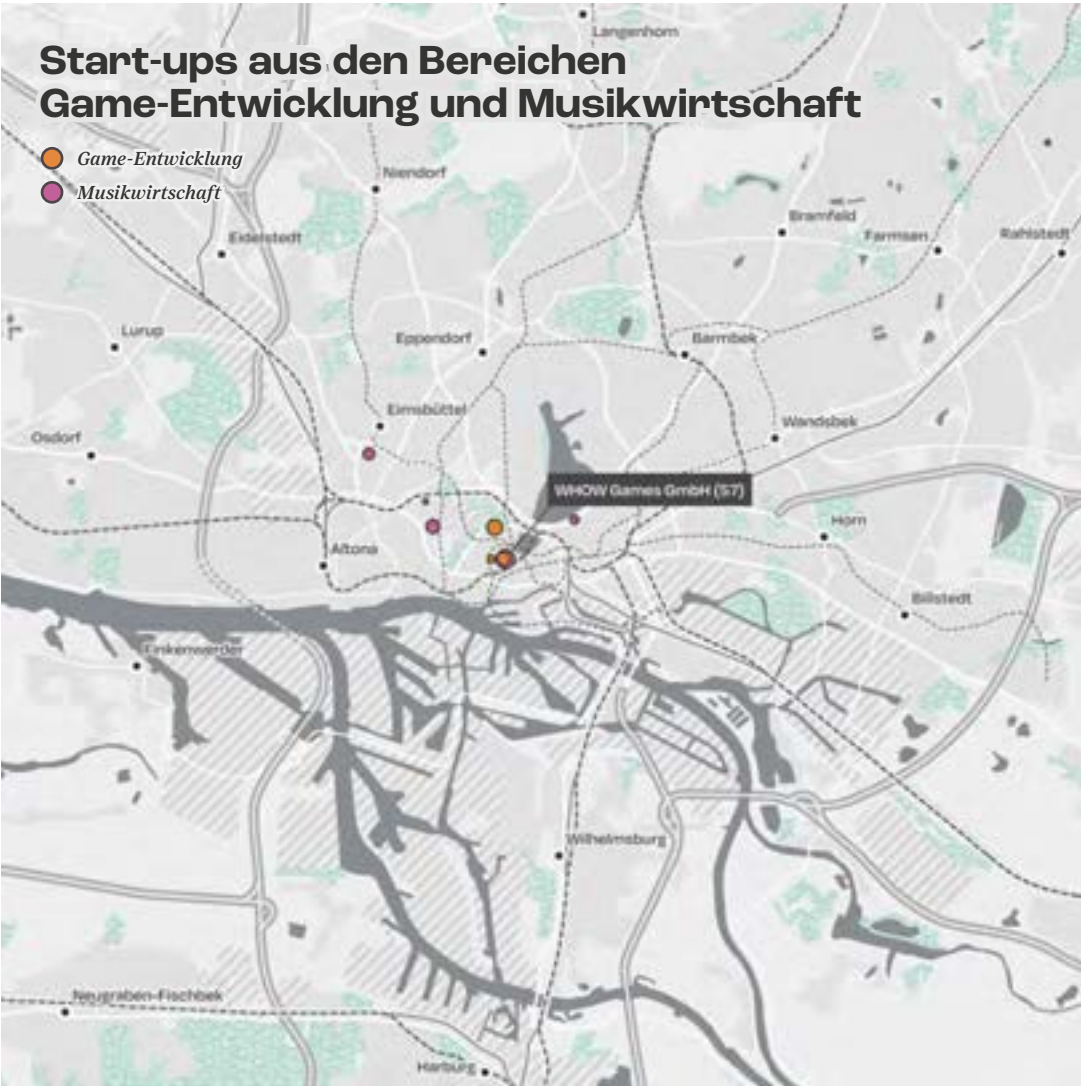 Start-ups aus den Bereichen
Game-Entwicklung und Musikwirtschaft
Game-Entwicklung
Musikwirtschaft
Langenhorn
Niendorf
Bramfeld
Eidelstedt
Farmsen
Rahlstedt
Lurup
Eppendorf
Barmbek
Eimsbüttel
Wandsbek
Osdorf
WHOW Games GmbH (57)
Horn
Altona
Billstedt
Finkenwerder
Wilhelmsburg
Neugraben-Fischbek
Harburg